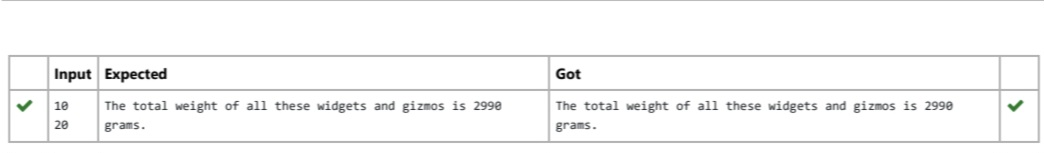 Input Expected Got
10 The total weight of all these widgets and gizmos is 2990 The total weight of all these widgets and gizmos is 2990
20 grams. grams.